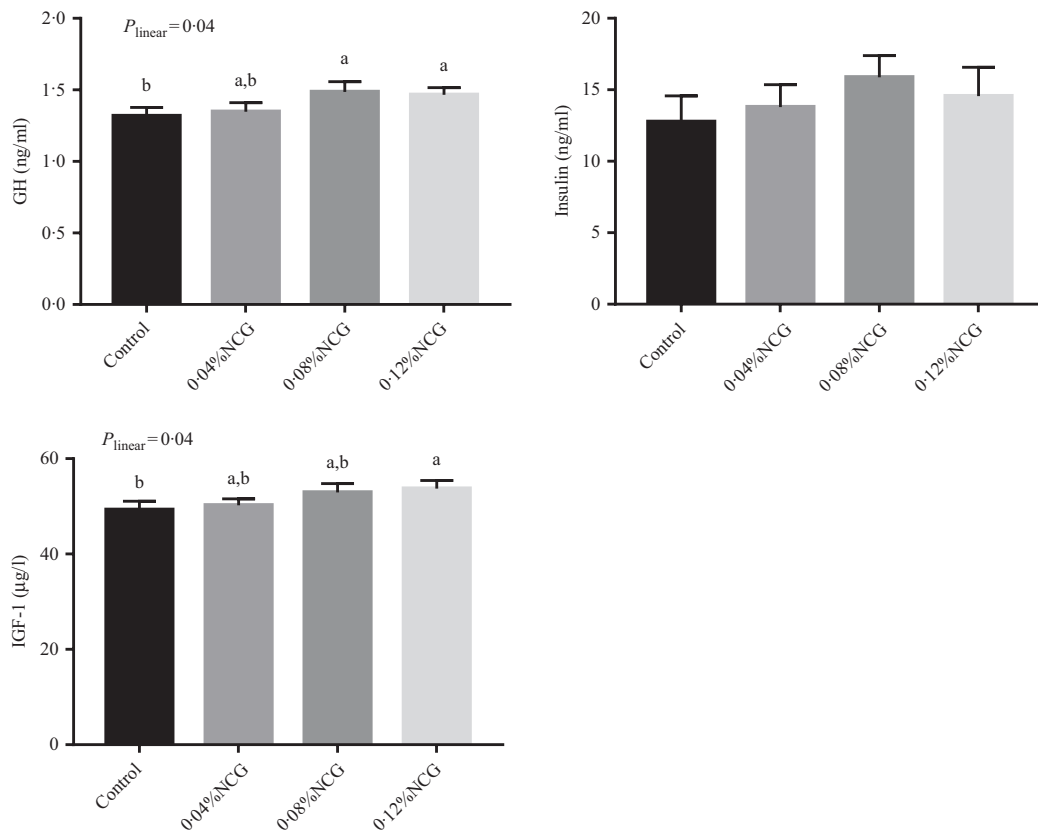 P linear = 0·04
GH (ng/ml)
2·0
1·5
1·0
0·5
0·0
b
a,b
a
a
Control
0·04%NCG
0·08%NCG
0·12%NCG
Insulin (ng/ml)
20
15
10
5
0
Control
0·04%NCG
0·08%NCG
0·12%NCG
P linear = 0·04
IGF-1 (µg/l)
60
40
20
0
b
a,b
a,b
a
Control
0·04%NCG
0·08%NCG
0·12%NCG